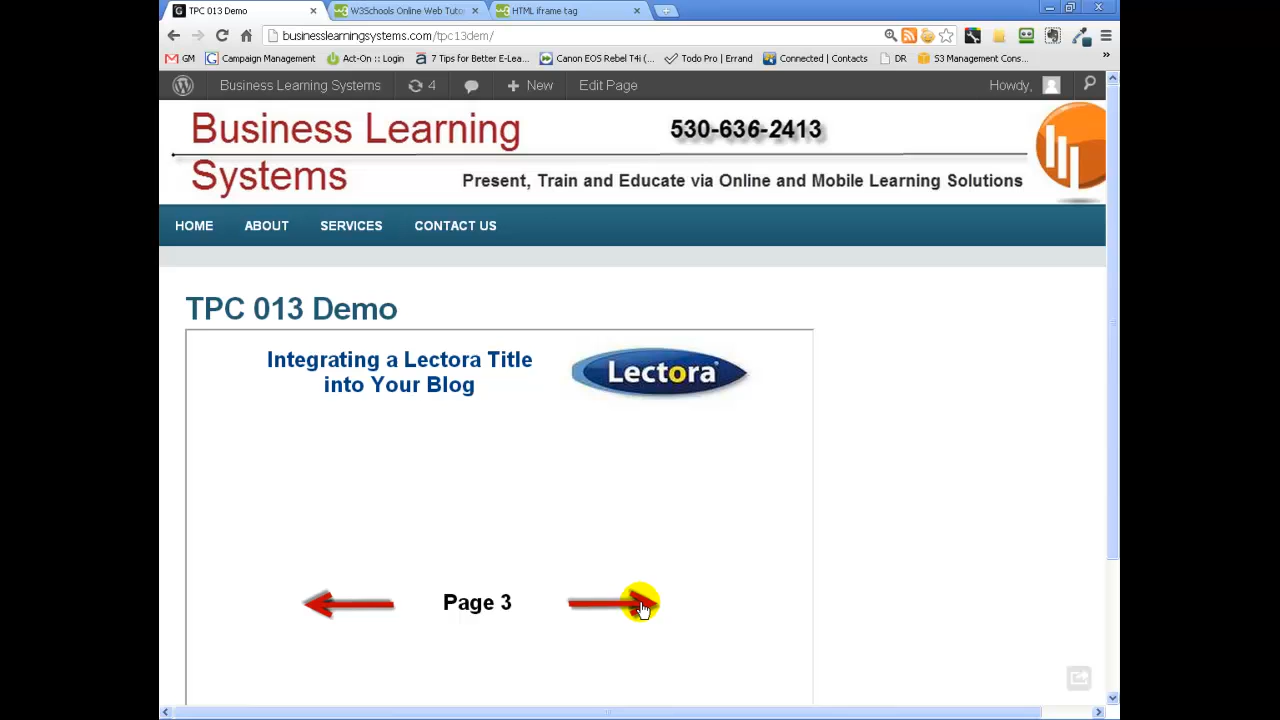 TPC 013 Demo
W3Schools Online Web Tuto
HTML iframe tag
businesslearningsystems.com/tpc13dem/
GM
Campaign Management
Act-On :: Login
7 Tips for Better E-Lea...
Canon EOS Rebel T4i (...
Todo Pro | Errand
Connected | Contacts
DR
S3 Management Cons...
Business Learning Systems
4
New
Edit Page
Howdy,
Business Learning
Systems
530-636-2413
Present, Train and Educate via Online and Mobile Learning Solutions
HOME
ABOUT
SERVICES
CONTACT US
TPC 013 Demo
Integrating a Lectora Title
into Your Blog
Lectora
Page 3